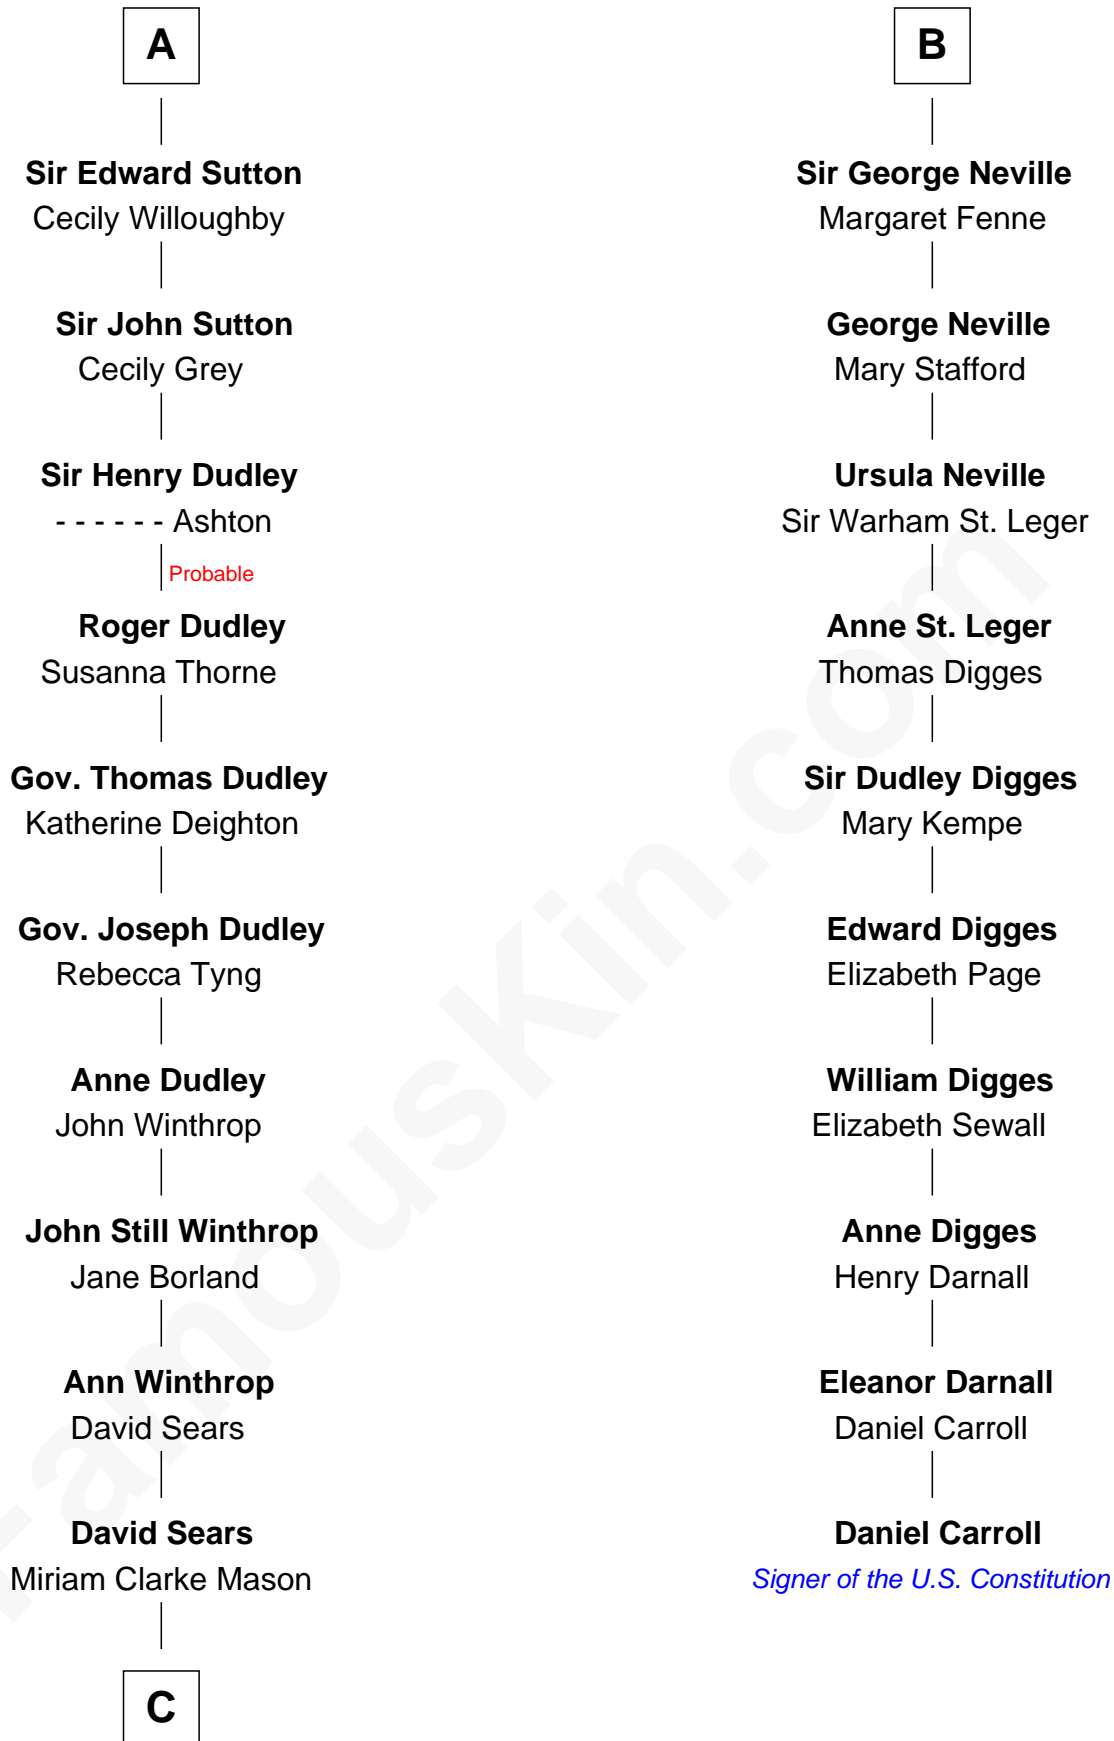 A
Sir Edward Sutton
Cecily Willoughby
Sir John Sutton
Cecily Grey
Sir Henry Dudley
- - - - - - Ashton
Probable
Roger Dudley
Susanna Thorne
Gov. Thomas Dudley
Katherine Deighton
Gov. Joseph Dudley
Rebecca Tyng
Anne Dudley
John Winthrop
John Still Winthrop
Jane Borland
Ann Winthrop
David Sears
David Sears
Miriam Clarke Mason
C
B
Sir George Neville
Margaret Fenne
George Neville
Mary Stafford
Ursula Neville
Sir Warham St. Leger
Anne St. Leger
Thomas Digges
Sir Dudley Digges
Mary Kempe
Edward Digges
Elizabeth Page
William Digges
Elizabeth Sewall
Anne Digges
Henry Darnall
Eleanor Darnall
Daniel Carroll
Daniel Carroll
Signer of the U.S. Constitution
FamousKin.com